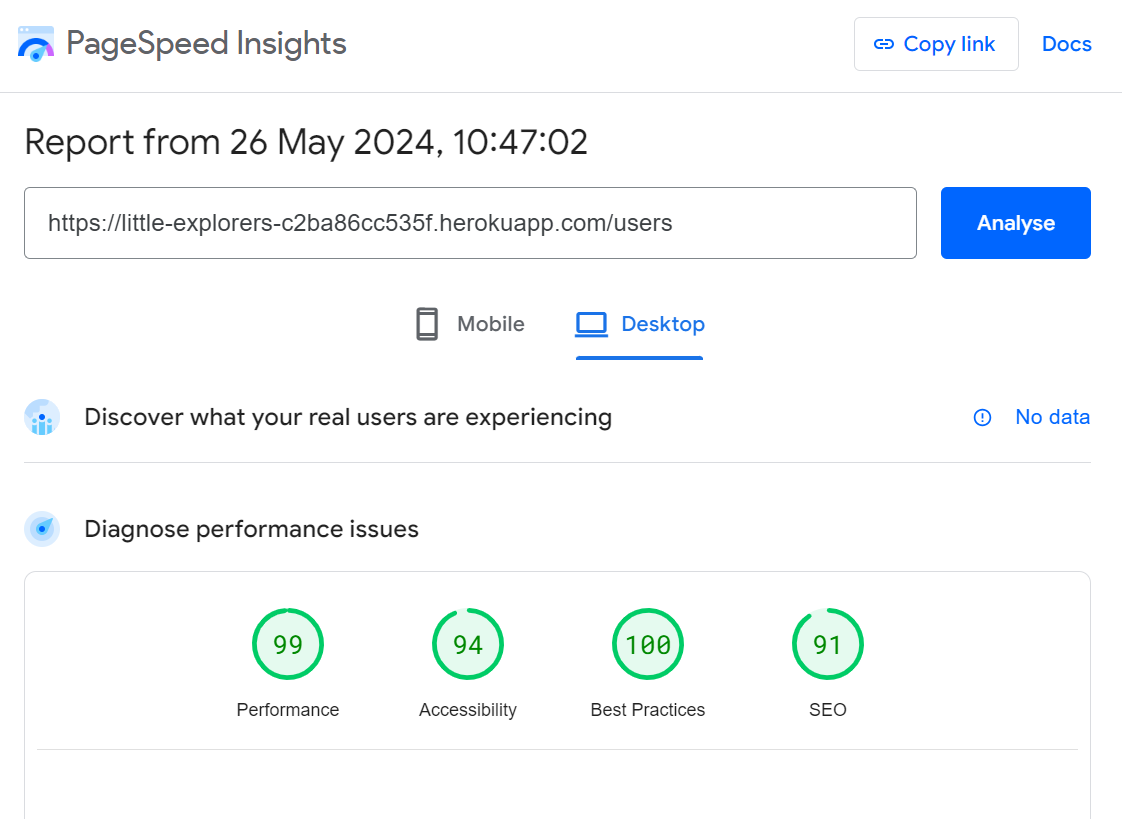 PageSpeed Insights
Copy link
Docs
Report from 26 May 2024, 10:47:02
https://little-explorers-c2ba86cc535f.herokuapp.com/users
Analyse
Mobile
Desktop
Discover what your real users are experiencing
No data
Diagnose performance issues
99
94
100
91
Performance
Accessibility
Best Practices
SEO